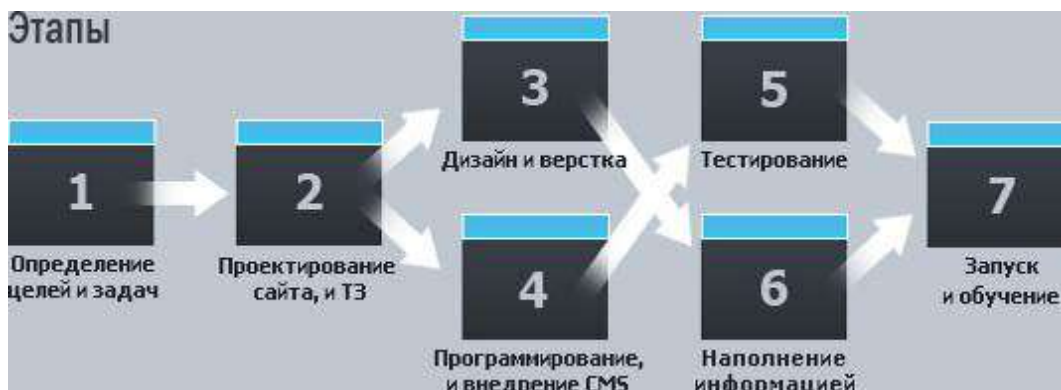 Этапы
1
Определение
целей и задач
2
Проектирование
сайта, и ТЗ
3
Дизайн и верстка
4
Программирование,
и внедрение CMS
5
Тестирование
6
Наполнение
информацией
7
Запуск
и обучение